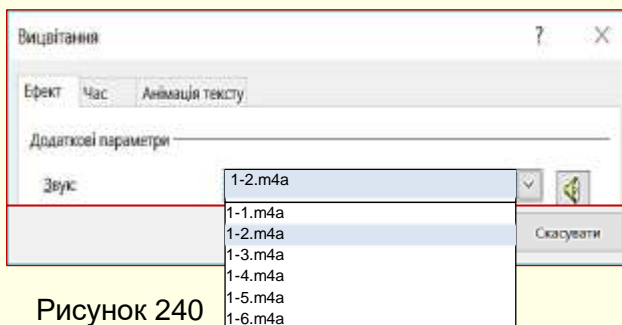 Вицвітання ? X
Ефект Час Анімація тексту
Додаткові параметри
Звук: 1-2.m4a
1-1.m4a
1-2.m4a
Скасувати
1-3.m4a
1-4.m4a
1-5.m4a
1-6.m4a
Рисунок 240